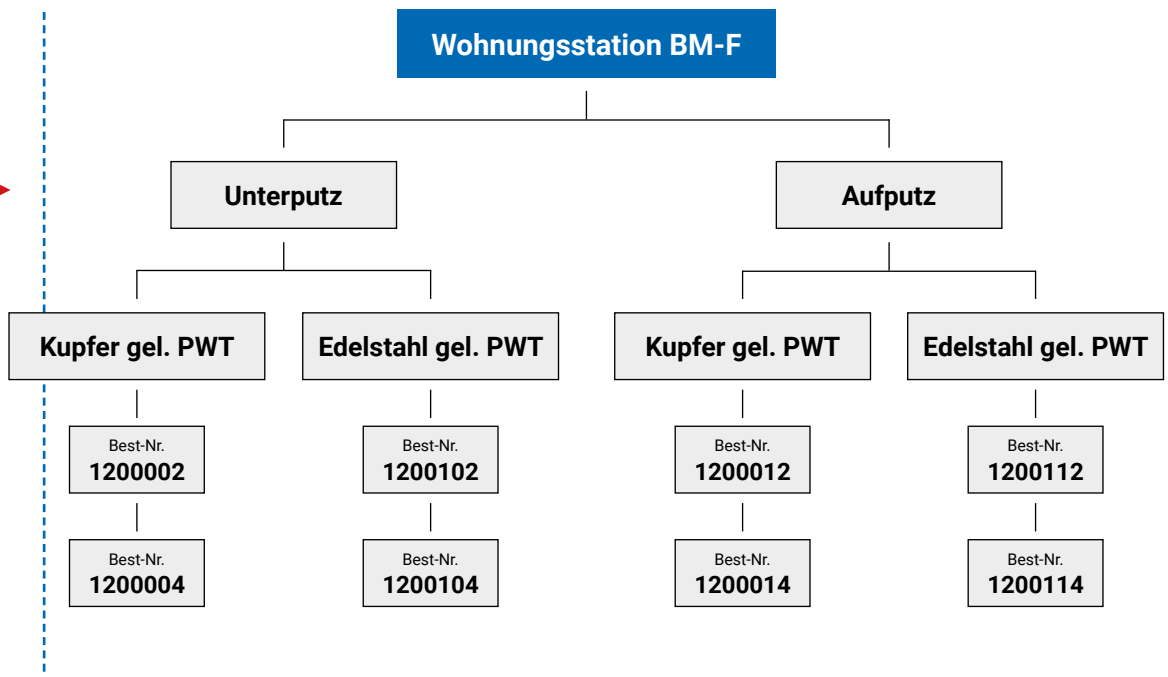 Wohnungsstation BM-F
Unterputz
Aufputz
Kupfer gel. PWT
Edelstahl gel. PWT
Kupfer gel. PWT
Edelstahl gel. PWT
Best-Nr.
1200002
Best-Nr.
1200102
Best-Nr.
1200012
Best-Nr.
1200112
Best-Nr.
1200004
Best-Nr.
1200104
Best-Nr.
1200014
Best-Nr.
1200114